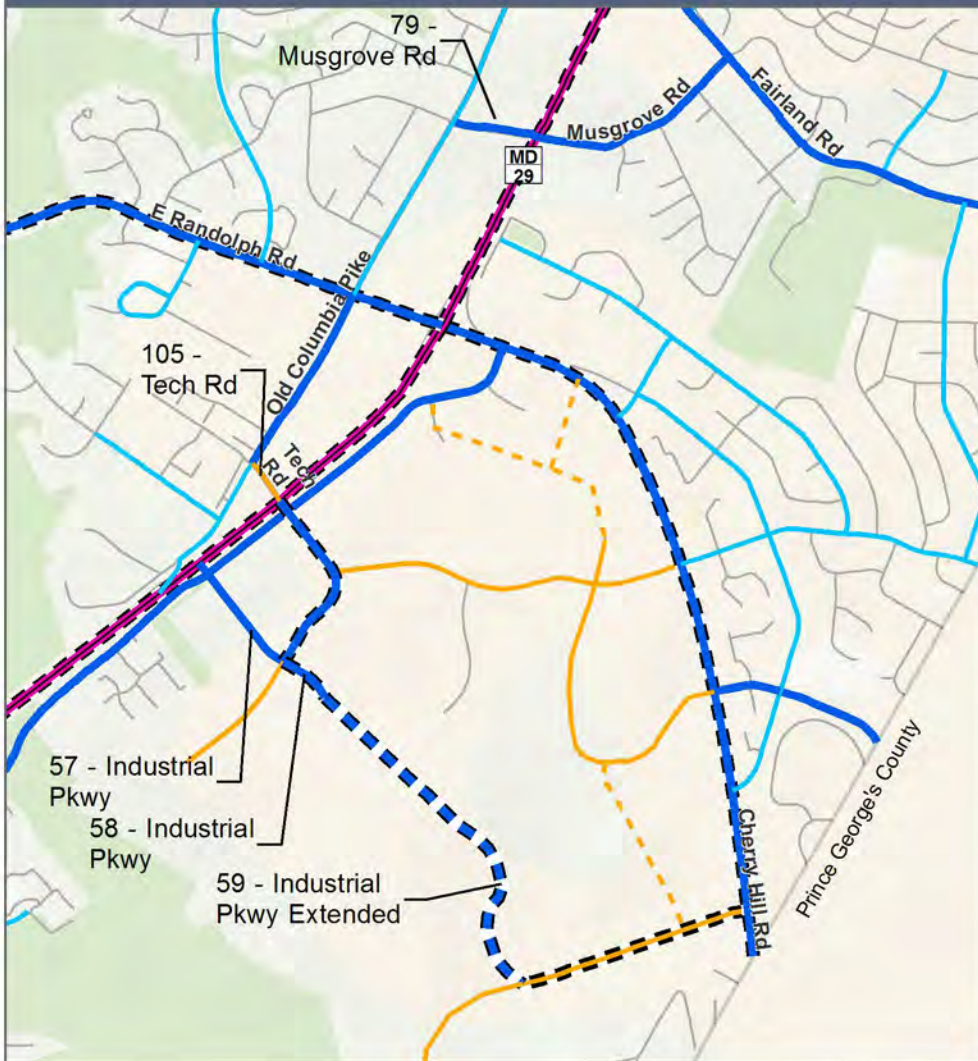 79 -
Musgrove Rd
Musgrove Rd
Fairland Rd
MD
29
E Randolph Rd
Old Columbia Pike
105 -
Tech Rd
Tech
Rd
57 - Industrial
Pkwy
58 - Industrial
Pkwy
59 - Industrial
Pkwy Extended
Cherry Hill Rd
Prince George's County